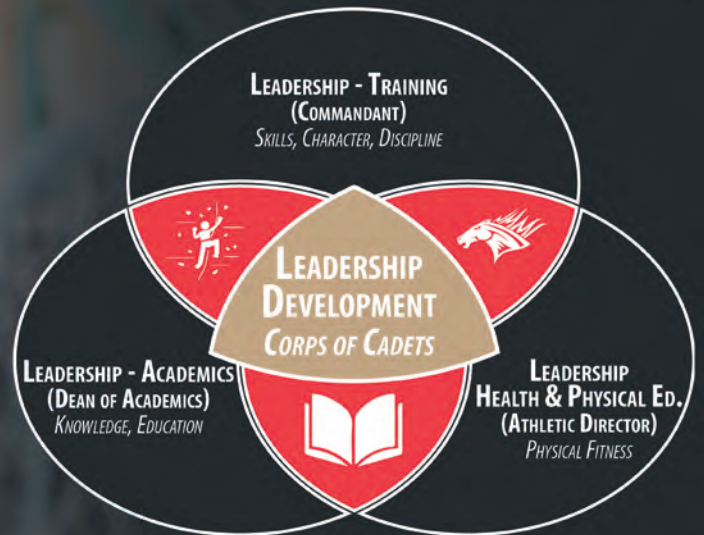 Leadership - Training
(Commandant)
Skills, Character, Discipline
Leadership
Development
Corps of Cadets
Leadership - Academics
(Dean of Academics)
Knowledge, Education
Leadership
Health & Physical Ed.
(Athletic Director)
Physical Fitness